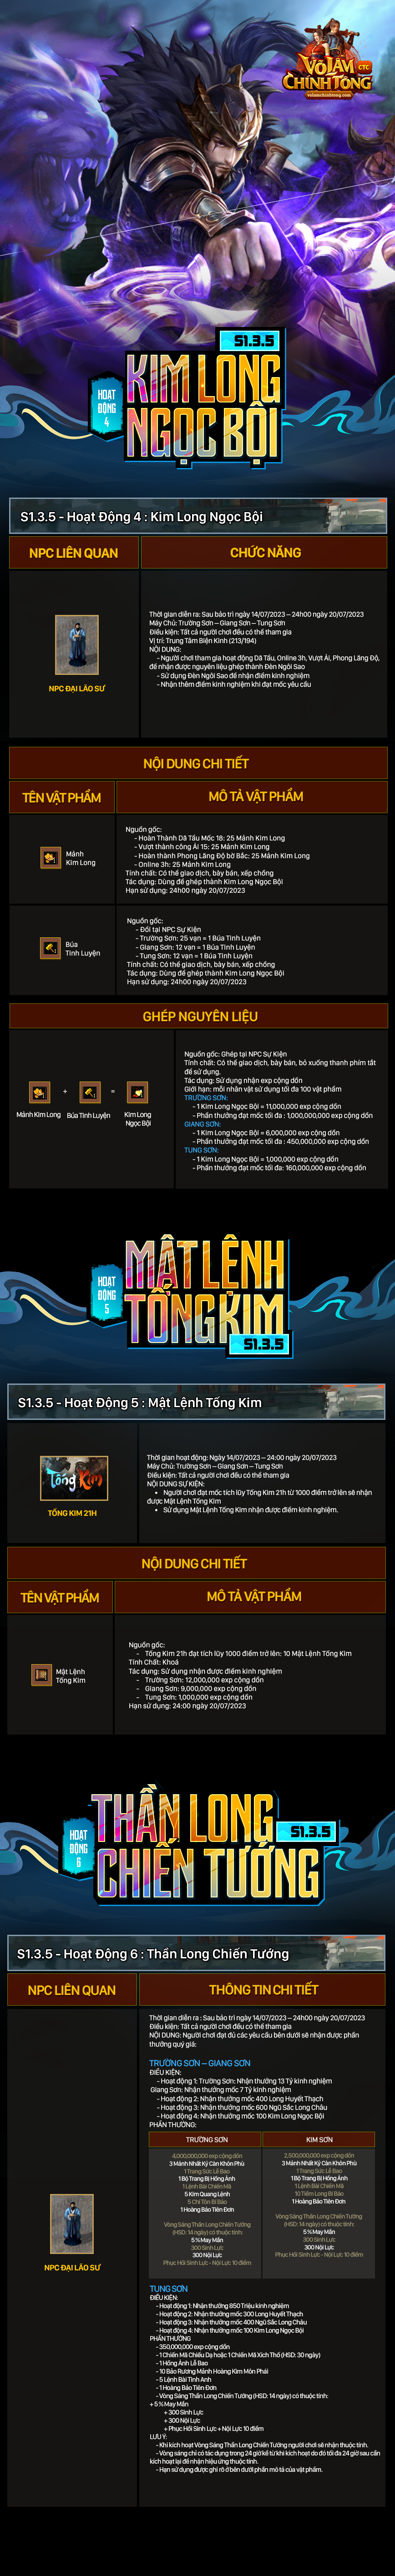 VÕ LÂM
CTC
CHÍNH TÔNG
volamchinhtong.com
S1.3.5
HOẠT
ĐỘNG
4
KIM LONG
NGỌC BỘI
S1.3.5 - Hoạt Động 4 : Kim Long Ngọc Bội
NPC LIÊN QUAN
CHỨC NĂNG
NPC ĐẠI LÃO SƯ
Thời gian diễn ra: Sau bảo trì ngày 14/07/2023 – 24h00 ngày 20/07/2023
Máy Chủ: Trường Sơn – Giang Sơn – Tung Sơn
Điều kiện: Tất cả người chơi đều có thể tham gia
Vị trí: Trung Tâm Biện Kinh (213/194)
NỘI DUNG:
- Người chơi tham gia hoạt động Dã Tẩu, Online 3h, Vượt Ải, Phong Lăng Độ,
để nhận được nguyên liệu ghép thành Đèn Ngôi Sao
- Sử dụng Đèn Ngôi Sao để nhận điểm kinh nghiệm
- Nhận thêm điểm kinh nghiệm khi đạt mốc yêu cầu
NỘI DUNG CHI TIẾT
TÊN VẬT PHẨM
MÔ TẢ VẬT PHẨM
Mảnh
Kim Long
Nguồn gốc:
- Hoàn Thành Dã Tẩu Mốc 18: 25 Mảnh Kim Long
- Vượt thành công Ải 15: 25 Mảnh Kim Long
- Hoàn thành Phong Lăng Độ bờ Bắc: 25 Mảnh Kim Long
- Online 3h: 25 Mảnh Kim Long
Tính chất: Có thể giao dịch, bày bán, xếp chồng
Tác dụng: Dùng để ghép thành Kim Long Ngọc Bội
Hạn sử dụng: 24h00 ngày 20/07/2023
Búa
Tinh Luyện
Nguồn gốc:
- Đổi tại NPC Sự Kiện
- Trường Sơn: 25 vạn = 1 Búa Tinh Luyện
- Giang Sơn: 12 vạn = 1 Búa Tinh Luyện
- Tung Sơn: 12 vạn = 1 Búa Tinh Luyện
Tính chất: Có thể giao dịch, bày bán, xếp chồng
Tác dụng: Dùng để ghép thành Kim Long Ngọc Bội
Hạn sử dụng: 24h00 ngày 20/07/2023
GHÉP NGUYÊN LIỆU
+
=
Mảnh Kim Long
Búa Tinh Luyện
Kim Long
Ngọc Bội
Nguồn gốc: Ghép tại NPC Sự Kiện
Tính chất: Có thể giao dịch, bày bán, bỏ xuống thanh phím tắt
để sử dụng.
Tác dụng: Sử dụng nhận exp cộng dồn
Giới hạn: mỗi nhân vật sử dụng tối đa 100 vật phẩm
TRƯỜNG SƠN:
- 1 Kim Long Ngọc Bội = 11,000,000 exp cộng dồn
- Phần thưởng đạt mốc tối đa : 1,000,000,000 exp cộng dồn
GIANG SƠN:
- 1 Kim Long Ngọc Bội = 6,000,000 exp cộng dồn
- Phần thưởng đạt mốc tối đa : 450,000,000 exp cộng dồn
TUNG SƠN:
- 1 Kim Long Ngọc Bội = 1,000,000 exp cộng dồn
- Phần thưởng đạt mốc tối đa: 160,000,000 exp cộng dồn
HOẠT
ĐỘNG
5
MẬT LỆNH
TỐNG KIM
S1.3.5
S1.3.5 - Hoạt Động 5 : Mật Lệnh Tống Kim
Tống Kim
TỐNG KIM 21H
Thời gian hoạt động: Ngày 14/07/2023 – 24:00 ngày 20/07/2023
Máy Chủ: Trường Sơn – Giang Sơn – Tung Sơn
Điều kiện: Tất cả người chơi đều có thể tham gia
NỘI DUNG SỰ KIỆN:
• Người chơi đạt mốc tích lũy Tống Kim 21h từ 1000 điểm trở lên sẽ nhận
được Mật Lệnh Tống Kim
• Sử dụng Mật Lệnh Tống Kim nhận được điểm kinh nghiệm.
NỘI DUNG CHI TIẾT
TÊN VẬT PHẨM
MÔ TẢ VẬT PHẨM
Mật Lệnh
Tống Kim
Nguồn gốc:
- Tống Kim 21h đạt tích lũy 1000 điểm trở lên: 10 Mật Lệnh Tống Kim
Tính Chất: Khoá
Tác dụng: Sử dụng nhận được điểm kinh nghiệm
- Trường Sơn: 12,000,000 exp cộng dồn
- Giang Sơn: 9,000,000 exp cộng dồn
- Tung Sơn: 1,000,000 exp cộng dồn
Hạn sử dụng: 24:00 ngày 20/07/2023
HOẠT
ĐỘNG
6
THẦN LONG
S1.3.5
CHIẾN TƯỚNG
S1.3.5 - Hoạt Động 6 : Thần Long Chiến Tướng
NPC LIÊN QUAN
THÔNG TIN CHI TIẾT
NPC ĐẠI LÃO SƯ
Thời gian diễn ra : Sau bảo trì ngày 14/07/2023 – 24h00 ngày 20/07/2023
Điều kiện: Tất cả người chơi đều có thể tham gia
NỘI DUNG: Người chơi đạt đủ các yêu cầu bên dưới sẽ nhận được phần
thưởng quý giá:
TRƯỜNG SƠN – GIANG SƠN
ĐIỀU KIỆN:
- Hoạt động 1: Trường Sơn: Nhận thưởng 13 Tỷ kinh nghiệm
Giang Sơn: Nhận thưởng mốc 7 Tỷ kinh nghiệm
- Hoạt động 2: Nhận thưởng mốc 400 Long Huyết Thạch
- Hoạt động 3: Nhận thưởng mốc 600 Ngũ Sắc Long Châu
- Hoạt động 4: Nhận thưởng mốc 100 Kim Long Ngọc Bội
PHẦN THƯỞNG:
TRƯỜNG SƠN
KIM SƠN
4,000,000,000 exp cộng dồn
3 Mảnh Nhất Kỷ Càn Khôn Phù
1 Trang Sức Lễ Bao
1 Bộ Trang Bị Hồng Ảnh
1 Lệnh Bài Chiến Mã
5 Kim Quang Lệnh
5 Chí Tôn Bí Bảo
1 Hoàng Bảo Tiên Đơn
Vòng Sáng Thần Long Chiến Tướng
(HSD: 14 ngày) có thuộc tính:
5 % May Mắn
300 Sinh Lực
300 Nội Lực
Phục Hồi Sinh Lực - Nội Lực 10 điểm
2,500,000,000 exp cộng dồn
3 Mảnh Nhất Kỷ Càn Khôn Phù
1 Trang Sức Lễ Bao
1 Bộ Trang Bị Hồng Ảnh
1 Lệnh Bài Chiến Mã
10 Tiềm Long Bí Bảo
1 Hoàng Bảo Tiên Đơn
Vòng Sáng Thần Long Chiến Tướng
(HSD: 14 ngày) có thuộc tính:
5 % May Mắn
300 Sinh Lực
300 Nội Lực
Phục Hồi Sinh Lực - Nội Lực 10 điểm
TUNG SƠN
ĐIỀU KIỆN:
- Hoạt động 1: Nhận thưởng 850 Triệu kinh nghiệm
- Hoạt động 2: Nhận thưởng mốc 300 Long Huyết Thạch
- Hoạt động 3: Nhận thưởng mốc 400 Ngũ Sắc Long Châu
- Hoạt động 4: Nhận thưởng mốc 100 Kim Long Ngọc Bội
PHẦN THƯỞNG
- 350,000,000 exp cộng dồn
- 1 Chiến Mã Chiếu Dạ hoặc 1 Chiến Mã Xích Thố (HSD: 30 ngày)
- 1 Hồng Ảnh Lễ Bao
- 10 Bảo Rương Mảnh Hoàng Kim Môn Phái
- 5 Lệnh Bài Tinh Anh
- 1 Hoàng Bảo Tiên Đơn
- Vòng Sáng Thần Long Chiến Tướng (HSD: 14 ngày) có thuộc tính:
+ 5 % May Mắn
+ 300 Sinh Lực
+ 300 Nội Lực
+ Phục Hồi Sinh Lực + Nội Lực 10 điểm
LƯU Ý:
- Khi kích hoạt Vòng Sáng Thần Long Chiến Tướng người chơi sẽ nhận thuộc tính.
- Vòng sáng chỉ có tác dụng trong 24 giờ kể từ khi kích hoạt do đó tối đa 24 giờ sau cần
kích hoạt lại để nhận hiệu ứng thuộc tính.
- Hạn sử dụng được ghi rõ ở bên dưới phần mô tả của vật phẩm.